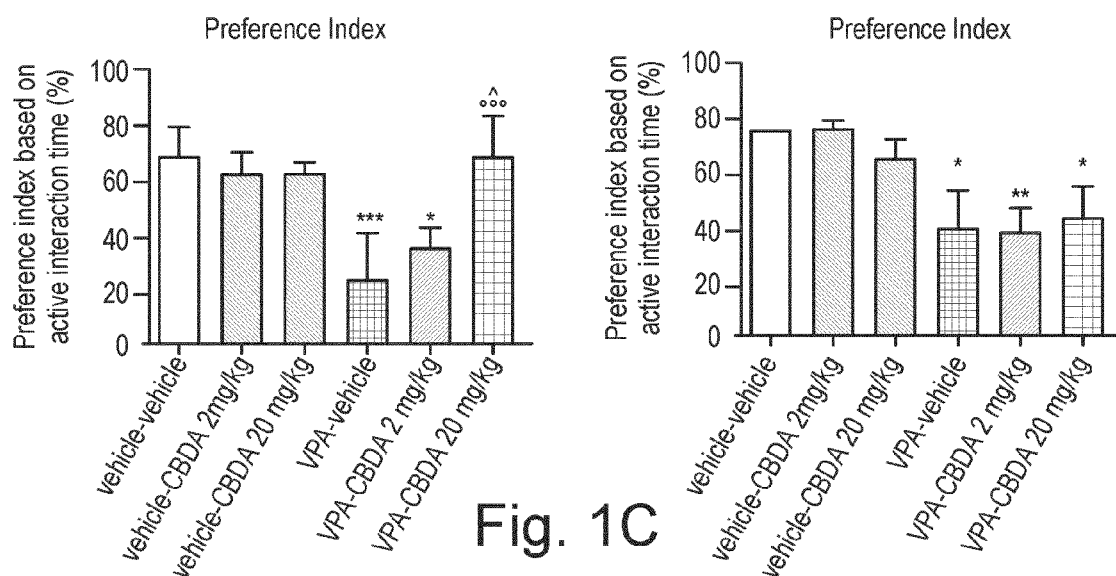 Preference Index
Preference index based on
active interaction time (%)
100
80
60
40
20
0
***
*
^
°°°
vehicle-vehicle
vehicle-CBDA 2mg/kg
vehicle-CBDA 20 mg/kg
VPA-vehicle
VPA-CBDA 2 mg/kg
VPA-CBDA 20 mg/kg
Preference Index
Preference index based on
active interaction time (%)
100
80
60
40
20
0
*
**
*
vehicle-vehicle
vehicle-CBDA 2mg/kg
vehicle-CBDA 20 mg/kg
VPA-vehicle
VPA-CBDA 2 mg/kg
VPA-CBDA 20 mg/kg
Fig. 1C